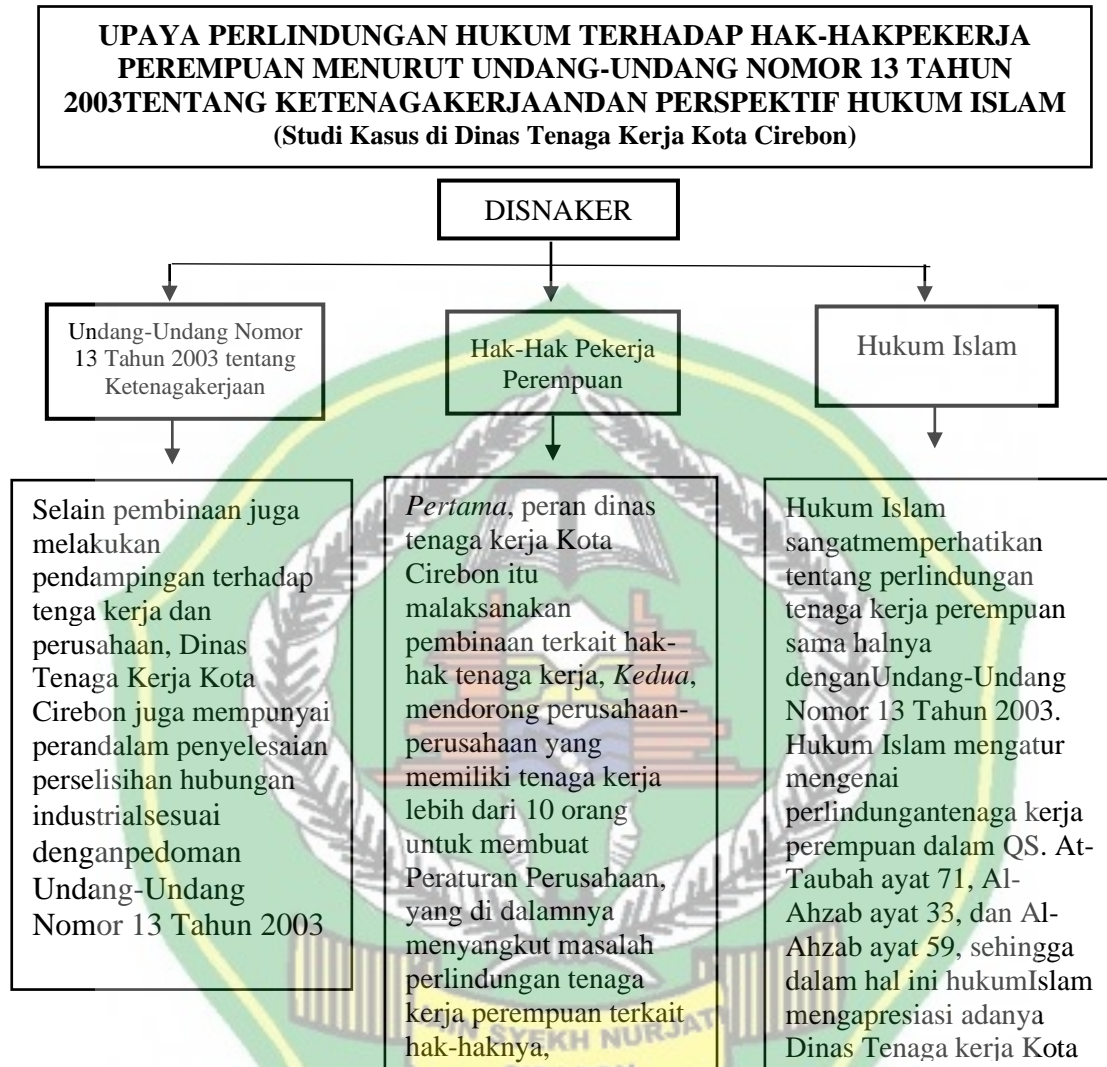 UPAYA PERLINDUNGAN HUKUM TERHADAP HAK-HAKPEKERJA
PEREMPUAN MENURUT UNDANG-UNDANG NOMOR 13 TAHUN
2003TENTANG KETENAGAKERJAANDAN PERSPEKTIF HUKUM ISLAM
(Studi Kasus di Dinas Tenaga Kerja Kota Cirebon)
DISNAKER
Undang-Undang Nomor
13 Tahun 2003 tentang
Ketenagakerjaan
Hak-Hak Pekerja
Perempuan
Hukum Islam
Selain pembinaan juga
melakukan
pendampingan terhadap
tenga kerja dan
perusahaan, Dinas
Tenaga Kerja Kota
Cirebon juga mempunyai
perandalam penyelesaian
perselisihan hubungan
industrialsesuai
denganpedoman
Undang-Undang
Nomor 13 Tahun 2003
Pertama, peran dinas
tenaga kerja Kota
Cirebon itu
malaksanakan
pembinaan terkait hak-
hak tenaga kerja, Kedua,
mendorong perusahaan-
perusahaan yang
memiliki tenaga kerja
lebih dari 10 orang
untuk membuat
Peraturan Perusahaan,
yang di dalamnya
menyangkut masalah
perlindungan tenaga
kerja perempuan terkait
hak-haknya,
Hukum Islam
sangatmemperhatikan
tentang perlindungan
tenaga kerja perempuan
sama halnya
denganUndang-Undang
Nomor 13 Tahun 2003.
Hukum Islam mengatur
mengenai
perlindungantenaga kerja
perempuan dalam QS. At-
Taubah ayat 71, Al-
Ahzab ayat 33, dan Al-
Ahzab ayat 59, sehingga
dalam hal ini hukumIslam
mengapresiasi adanya
Dinas Tenaga kerja Kota
SYEKH NURJATI